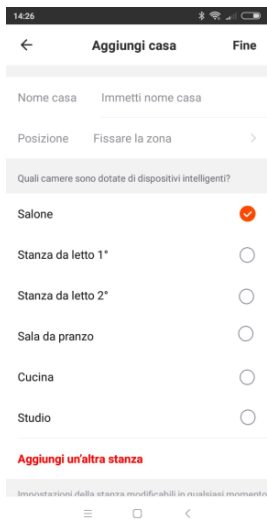 14:26
Aggiungi casa Fine
Nome casa Immetti nome casa
Posizione Fissare la zona
Quali camere sono dotate di dispositivi intelligenti?
Salone
Stanza da letto 1°
Stanza da letto 2°
Sala da pranzo
Cucina
Studio
Aggiungi un'altra stanza
Impostazioni della stanza modificabili in qualsiasi momento